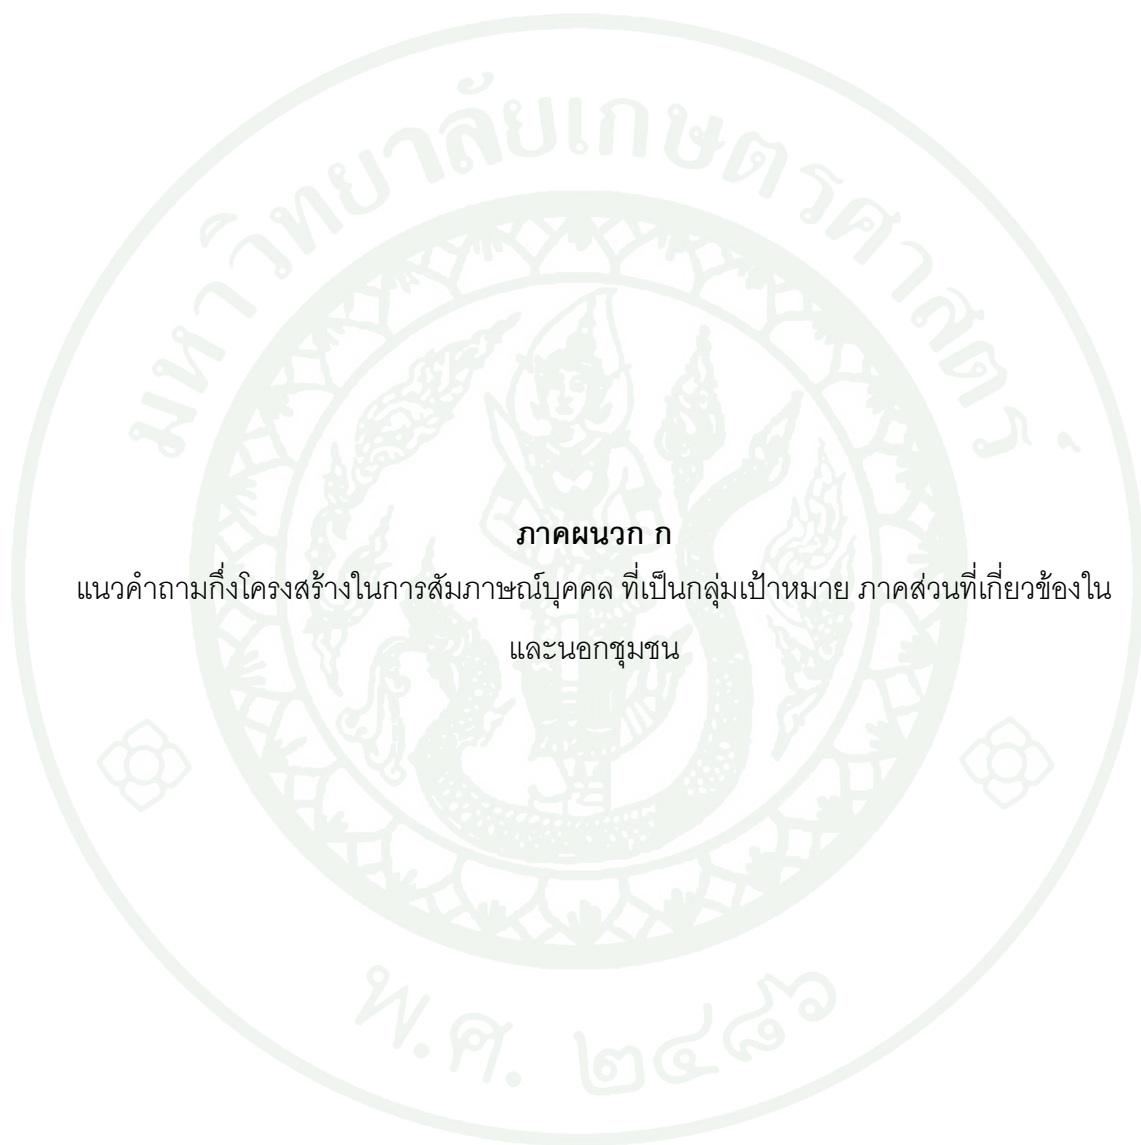 มหาวิทยาลัยเกษตรศาสตร์
ภาคผนวก ก
แนวคำถามกึ่งโครงสร้างในการสัมภาษณ์บุคคล ที่เป็นกลุ่มเป้าหมาย ภาคส่วนที่เกี่ยวข้องใน
และนอกชุมชน
พ.ศ. ๒๔๘๖